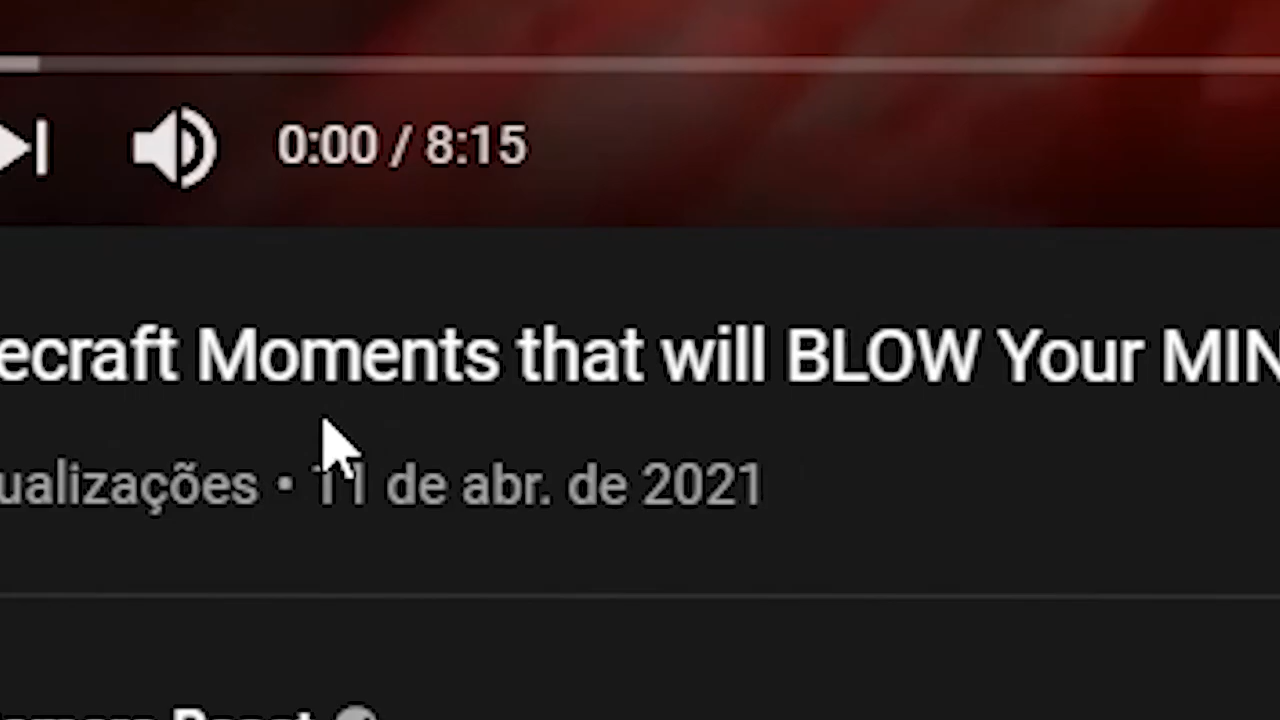 0:00 / 8:15
ecraft Moments that will BLOW Your MIN
ualizações • 11 de abr. de 2021